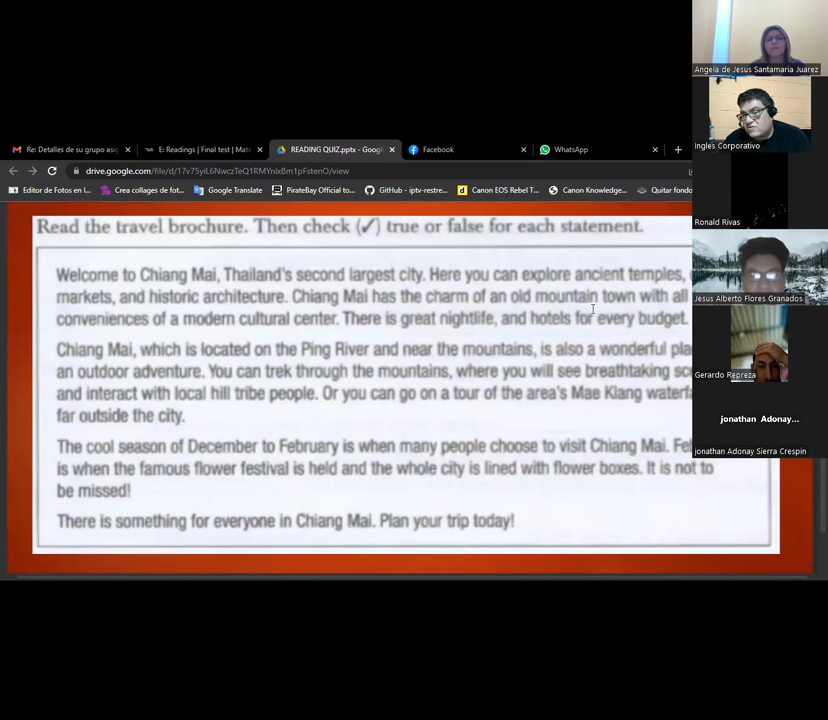 Angela de Jesus Santamaria Juarez
Ingles Corporativo
Re: Detalles de su grupo asig
E: Readings | Final test | Mate
READING QUIZ.pptx - Google
Facebook
WhatsApp
drive.google.com/file/d/17v75yiL6NwczTeQ1RMYnlxBm1pFstenO/view
Editor de Fotos en l...
Crea collages de fot...
Google Translate
PirateBay Official to...
GitHub - iptv-restre...
Canon EOS Rebel T...
Canon Knowledge...
Quitar fondo
Ronald Rivas
Read the travel brochure. Then check (✓) true or false for each statement.
Welcome to Chiang Mai, Thailand's second largest city. Here you can explore ancient temples,
markets, and historic architecture. Chiang Mai has the charm of an old mountain town with all
conveniences of a modern cultural center. There is great nightlife, and hotels for every budget.
Jesus Alberto Flores Granados
Chiang Mai, which is located on the Ping River and near the mountains, is also a wonderful pla
an outdoor adventure. You can trek through the mountains, where you will see breathtaking sc
and interact with local hill tribe people. Or you can go on a tour of the area's Mae Klang waterfa
far outside the city.
Gerardo Repreza
jonathan Adonay...
jonathan Adonay Sierra Crespin
The cool season of December to February is when many people choose to visit Chiang Mai. Fe
is when the famous flower festival is held and the whole city is lined with flower boxes. It is not to
be missed!
There is something for everyone in Chiang Mai. Plan your trip today!